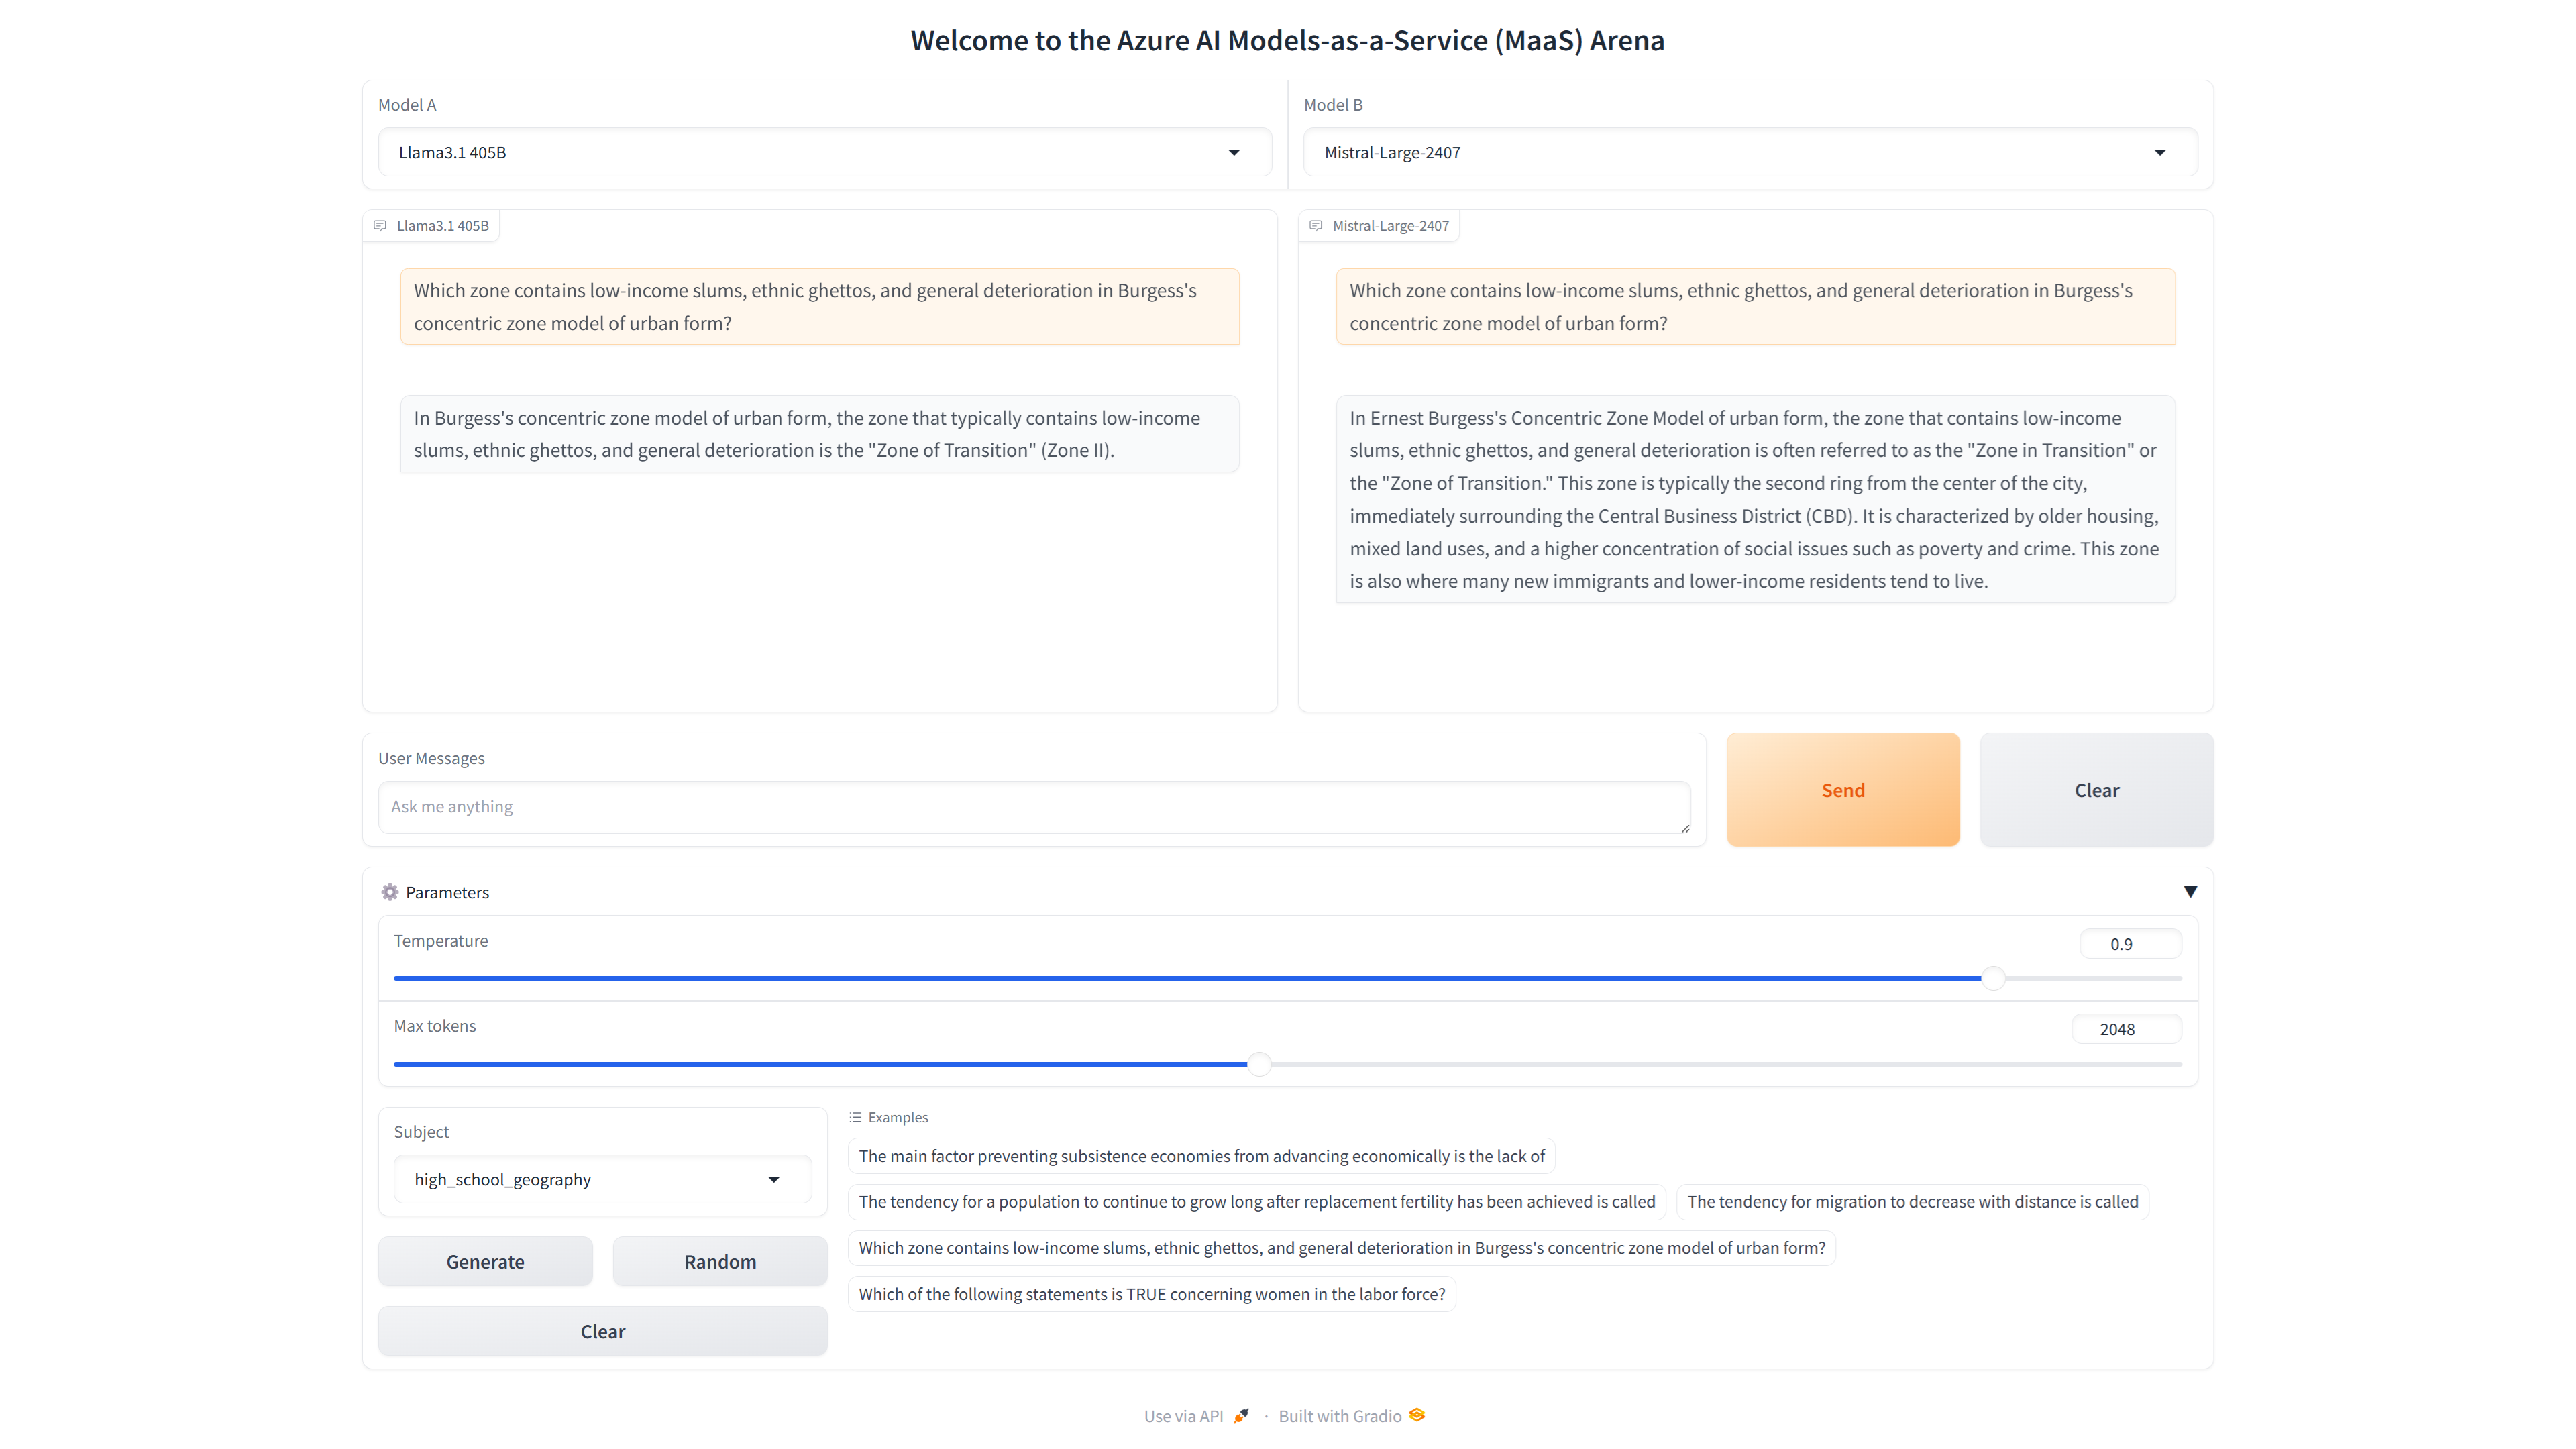 Welcome to the Azure AI Models-as-a-Service (MaaS) Arena
Model A
Llama3.1 405B
Model B
Mistral-Large-2407
Llama3.1 405B
Which zone contains low-income slums, ethnic ghettos, and general deterioration in Burgess's
concentric zone model of urban form?
In Burgess's concentric zone model of urban form, the zone that typically contains low-income
slums, ethnic ghettos, and general deterioration is the "Zone of Transition" (Zone II).
Mistral-Large-2407
Which zone contains low-income slums, ethnic ghettos, and general deterioration in Burgess's
concentric zone model of urban form?
In Ernest Burgess's Concentric Zone Model of urban form, the zone that contains low-income
slums, ethnic ghettos, and general deterioration is often referred to as the "Zone in Transition" or
the "Zone of Transition." This zone is typically the second ring from the center of the city,
immediately surrounding the Central Business District (CBD). It is characterized by older housing,
mixed land uses, and a higher concentration of social issues such as poverty and crime. This zone
is also where many new immigrants and lower-income residents tend to live.
User Messages
Ask me anything
Send
Clear
Parameters
Temperature
0.9
Max tokens
2048
Subject
high_school_geography
Generate
Random
Clear
Examples
The main factor preventing subsistence economies from advancing economically is the lack of
The tendency for a population to continue to grow long after replacement fertility has been achieved is called
The tendency for migration to decrease with distance is called
Which zone contains low-income slums, ethnic ghettos, and general deterioration in Burgess's concentric zone model of urban form?
Which of the following statements is TRUE concerning women in the labor force?
Use via API · Built with Gradio